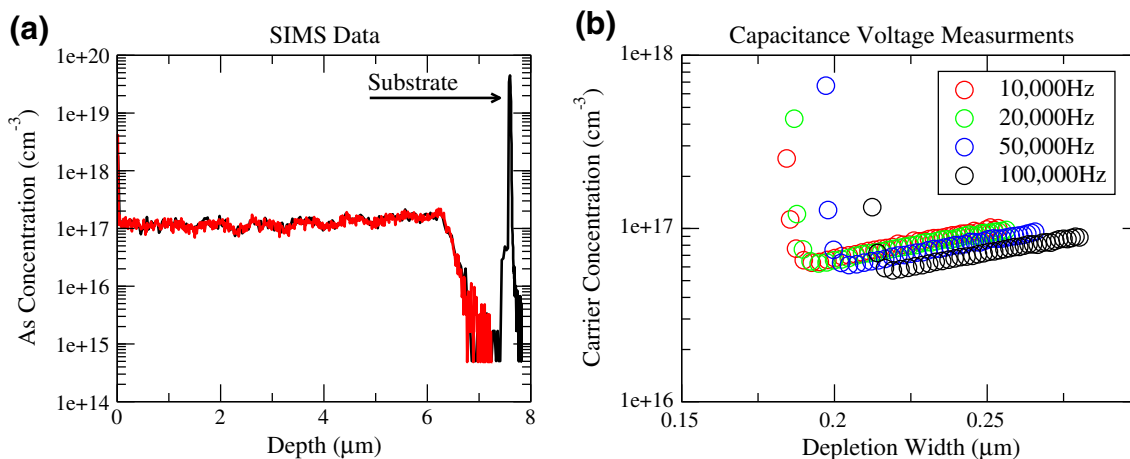 (a)
SIMS Data
As Concentration (cm-3)
1e+20
1e+19
1e+18
1e+17
1e+16
1e+15
1e+14
Substrate
0 2 4 6 8
Depth (μm)
(b)
Capacitance Voltage Measurments
Carrier Concentration (cm-3)
1e+18
1e+17
1e+16
10,000Hz
20,000Hz
50,000Hz
100,000Hz
0.15 0.2 0.25
Depletion Width (μm)